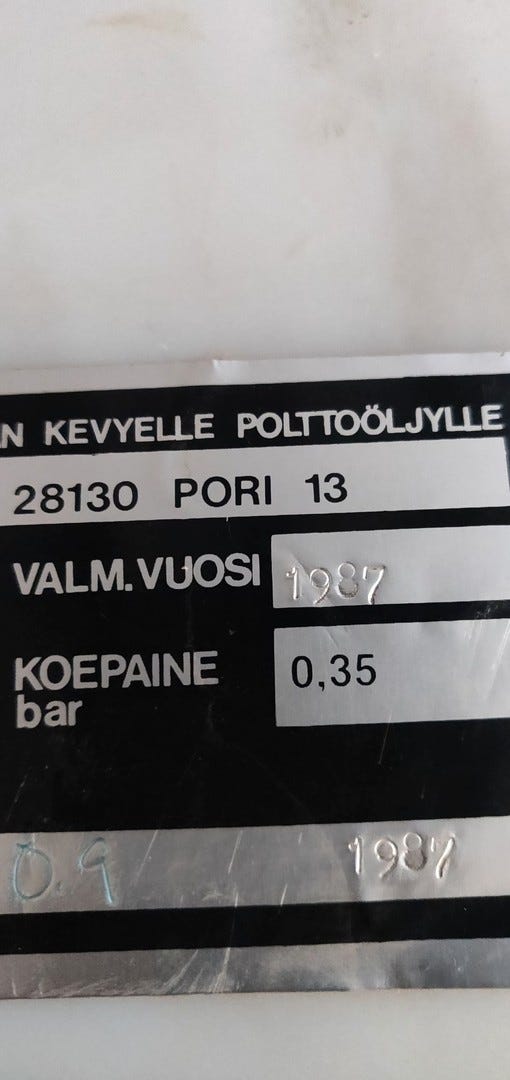 N KEVYELLE POLTTOÖLJYLLE
28130 PORI 13
VALM. VUOSI 1987
KOEPAINE 0,35
bar
0.9 1987